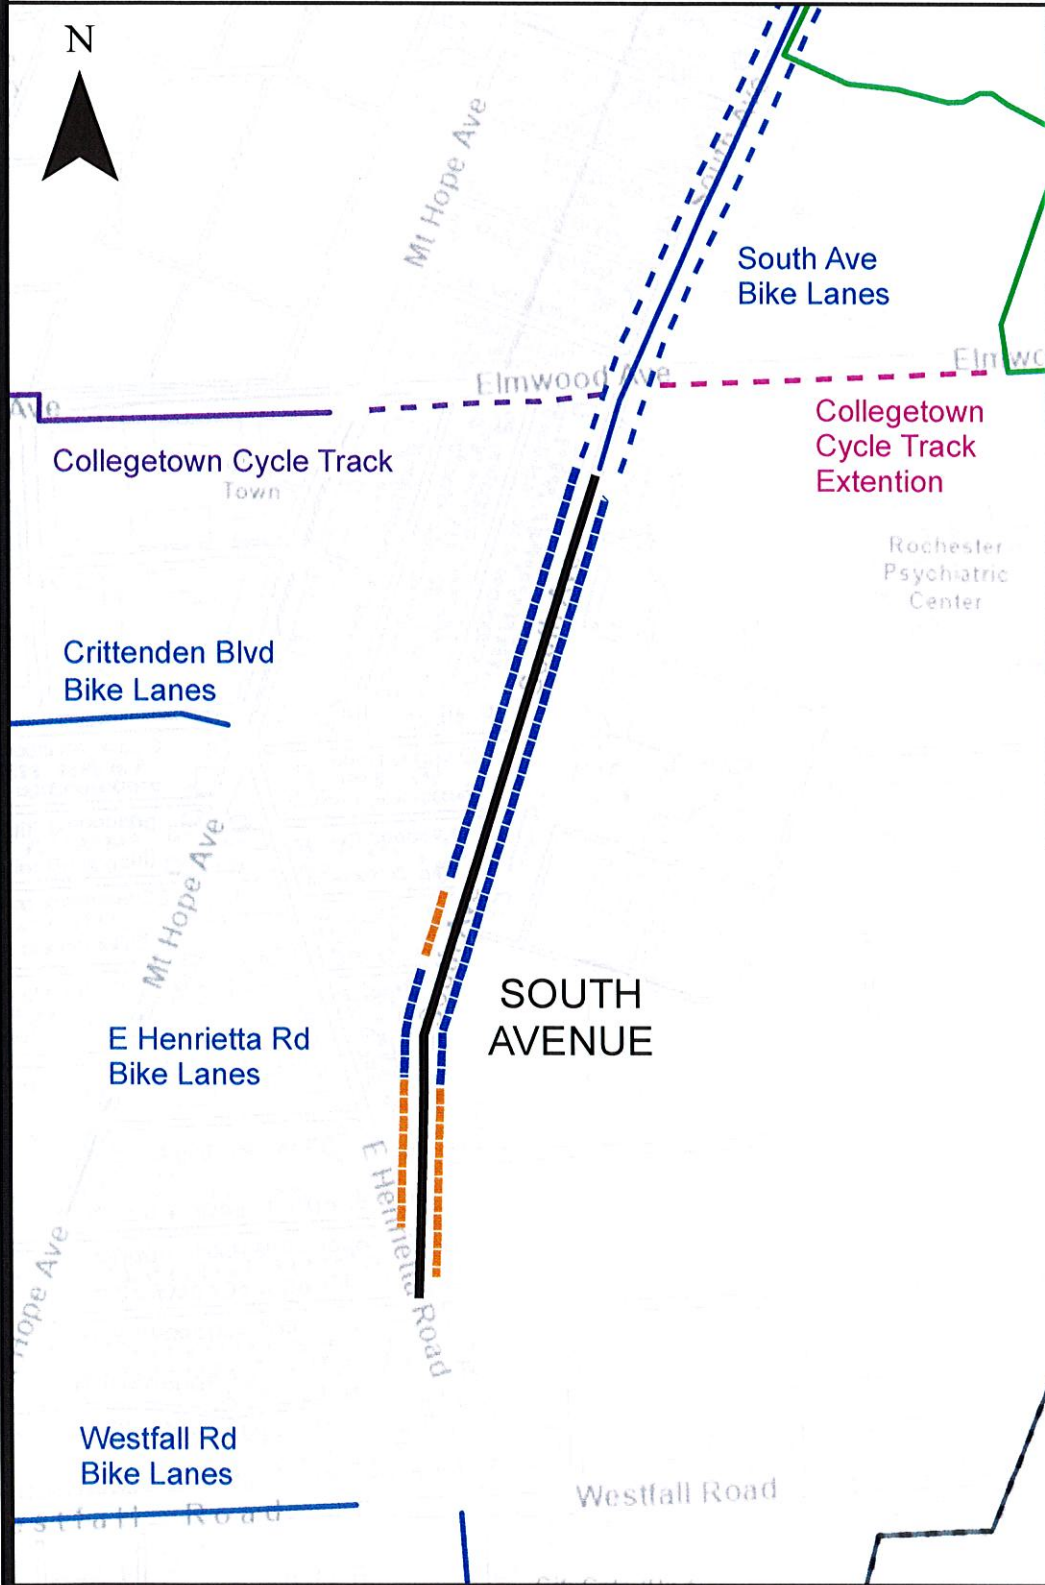 N
Mt Hope Ave
South Ave
South Ave
Bike Lanes
Elmwood Ave
Ave
Collegetown
Cycle Track
Extention
Collegetown Cycle Track
Town
Rochester
Psychiatric
Center
Crittenden Blvd
Bike Lanes
Mt Hope Ave
SOUTH
AVENUE
E Henrietta Rd
Bike Lanes
E Henrietta Road
Hope Ave
Westfall Rd
Bike Lanes
Westfall Road
Road